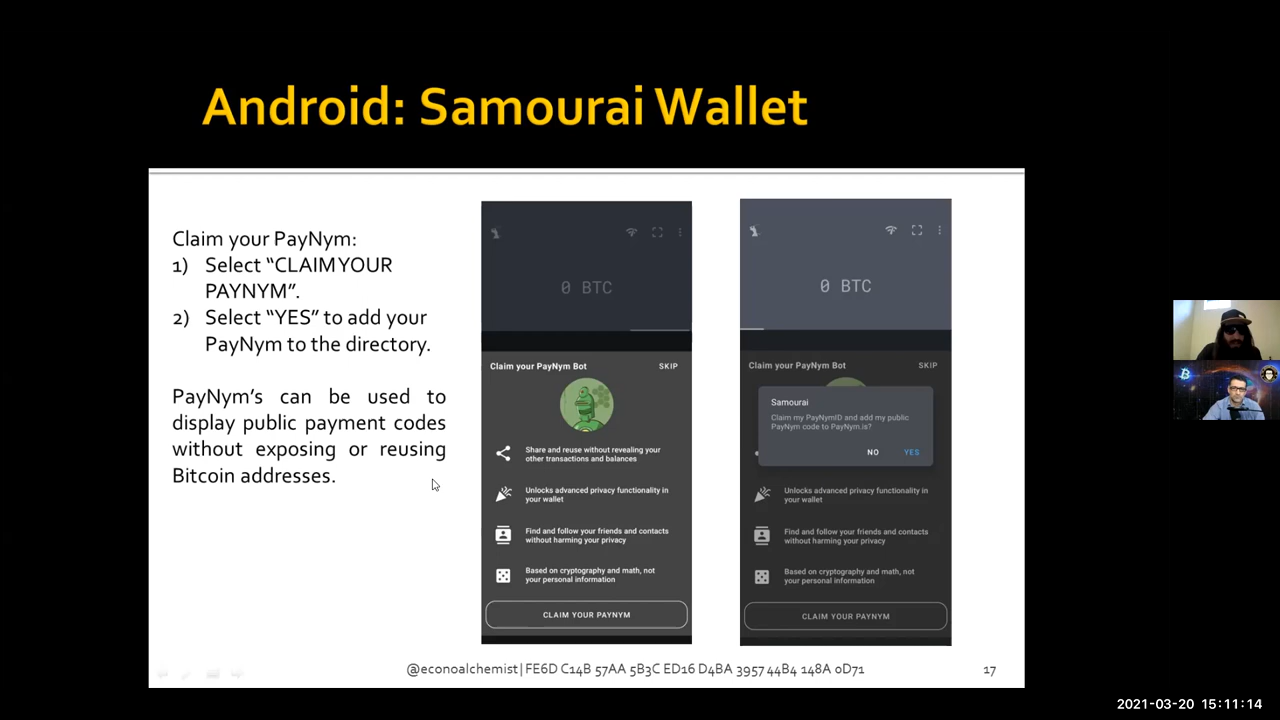 Android: Samourai Wallet
Claim your PayNym:
1) Select “CLAIM YOUR
PAYNYM”.
2) Select “YES” to add your
PayNym to the directory.
PayNym’s can be used to
display public payment codes
without exposing or reusing
Bitcoin addresses.
0 BTC
Claim your PayNym Bot
SKIP
Share and reuse without revealing your
other transactions and balances
Unlocks advanced privacy functionality in
your wallet
Find and follow your friends and contacts
without harming your privacy
Based on cryptography and math, not
your personal information
CLAIM YOUR PAYNYM
0 BTC
Claim your PayNym Bot
SKIP
Samourai
Claim my PayNymID and add my public
PayNym code to PayNym.is?
NO YES
Unlocks advanced privacy functionality in
your wallet
Find and follow your friends and contacts
without harming your privacy
Based on cryptography and math, not
your personal information
CLAIM YOUR PAYNYM
@econoalchemist| FE6D C14B 57AA 5B3C ED16 D4BA 3957 44B4 148A 0D71
17
2021-03-20 15:11:14